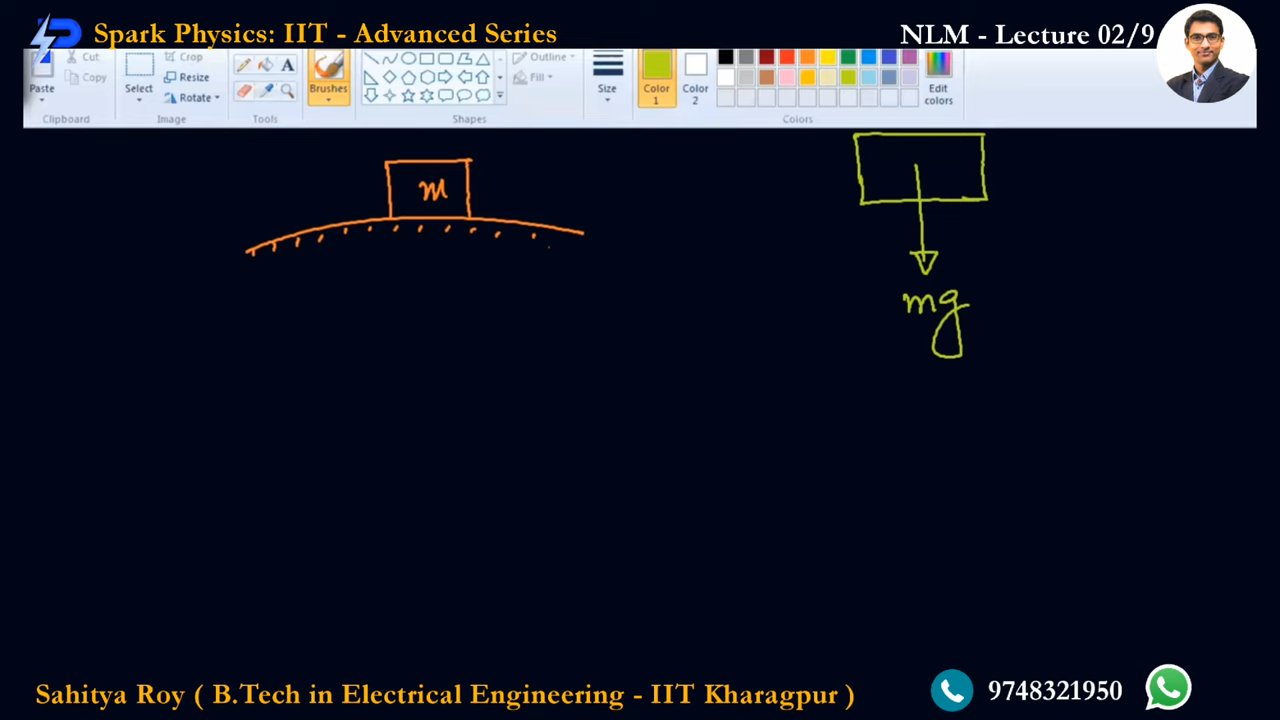 Spark Physics: IIT - Advanced Series
NLM - Lecture 02/9
Paste
Cut
Copy
Clipboard
Select
Crop
Resize
Rotate
Image
A
Tools
Brushes
Outline
Fill
Shapes
Size
Color 1
Color 2
Edit colors
Colors
m
mg
Sahitya Roy ( B.Tech in Electrical Engineering - IIT Kharagpur )
9748321950